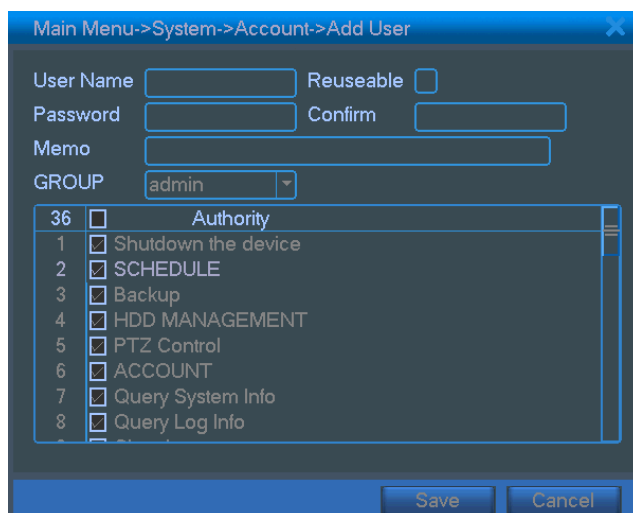 Main Menu->System->Account->Add User
User Name Reuseable
Password Confirm
Memo
GROUP admin
36 Authority
1 Shutdown the device
2 SCHEDULE
3 Backup
4 HDD MANAGEMENT
5 PTZ Control
6 ACCOUNT
7 Query System Info
8 Query Log Info
Save Cancel